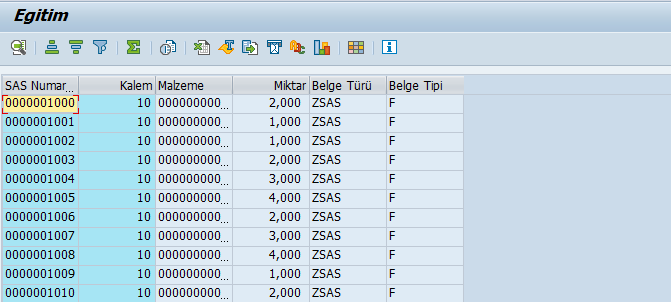 Egitim
SAS Numar... Kalem Malzeme Miktar Belge Türü Belge Tipi
0000001000 10 000000000... 2,000 ZSAS F
0000001001 10 000000000... 1,000 ZSAS F
0000001002 10 000000000... 1,000 ZSAS F
0000001003 10 000000000... 2,000 ZSAS F
0000001004 10 000000000... 3,000 ZSAS F
0000001005 10 000000000... 4,000 ZSAS F
0000001006 10 000000000... 2,000 ZSAS F
0000001007 10 000000000... 3,000 ZSAS F
0000001008 10 000000000... 4,000 ZSAS F
0000001009 10 000000000... 1,000 ZSAS F
0000001010 10 000000000... 2,000 ZSAS F